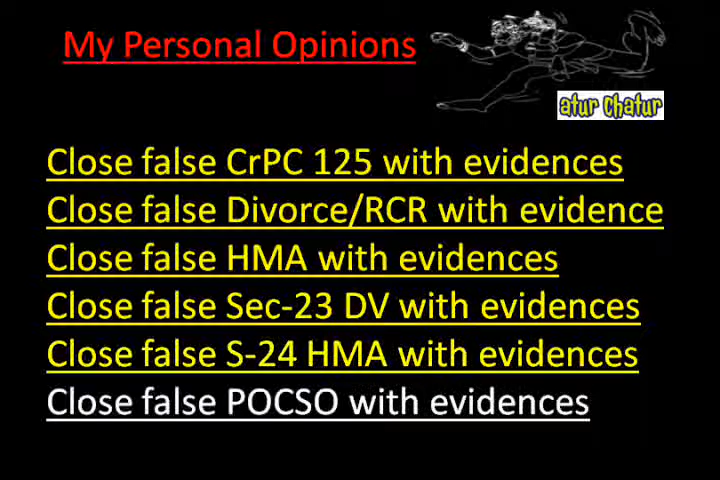 My Personal Opinions
atur Chatur
Close false CrPC 125 with evidences
Close false Divorce/RCR with evidence
Close false HMA with evidences
Close false Sec-23 DV with evidences
Close false S-24 HMA with evidences
Close false POCSO with evidences